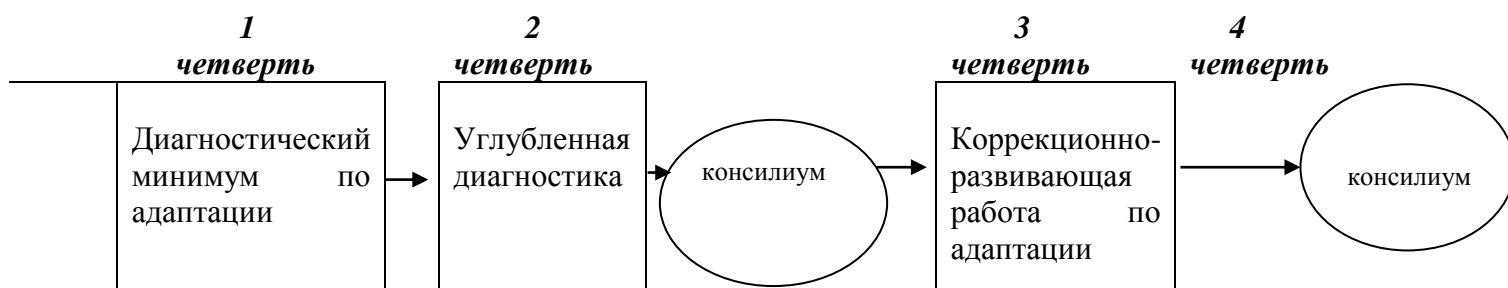 1
четверть
2
четверть
3
четверть
4
четверть
Диагностический
минимум по
адаптации
Углубленная
диагностика
консилиум
Коррекционно-
развивающая
работа по
адаптации
консилиум